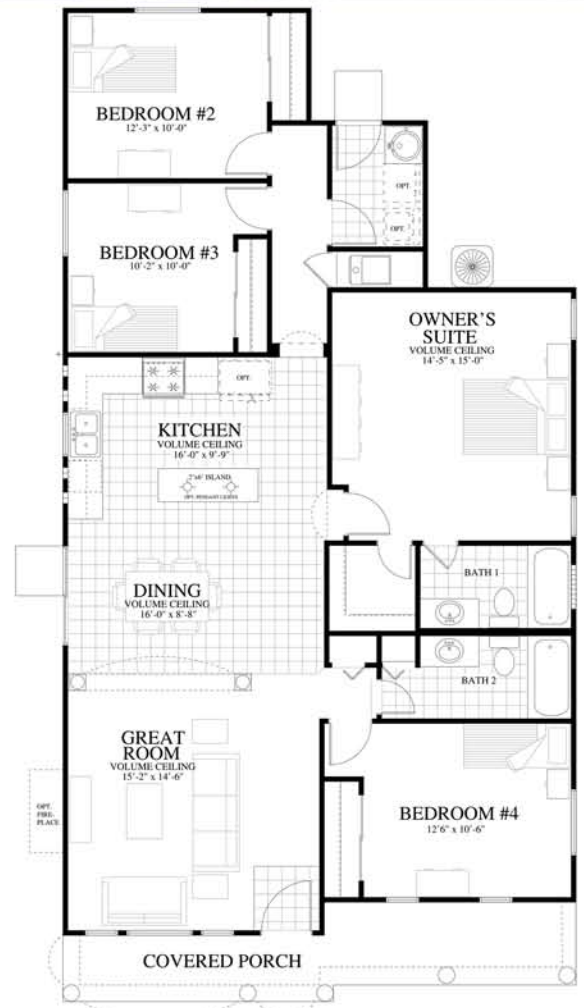 BEDROOM #2
12'-3" x 10'-0"
OPT.
OPT.
BEDROOM #3
10'-2" x 10'-0"
OWNER'S
SUITE
VOLUME CEILING
14'-5" x 15'-0"
OPT.
KITCHEN
VOLUME CEILING
16'-0" x 9'-9"
2'x6' ISLAND
OPT. PENDANT LIGHTS
DINING
VOLUME CEILING
16'-0" x 8'-8"
BATH 1
BATH 2
GREAT
ROOM
VOLUME CEILING
15'-2" x 14'-6"
OPT.
FIRE-
PLACE
BEDROOM #4
12'6" x 10'-6"
COVERED PORCH